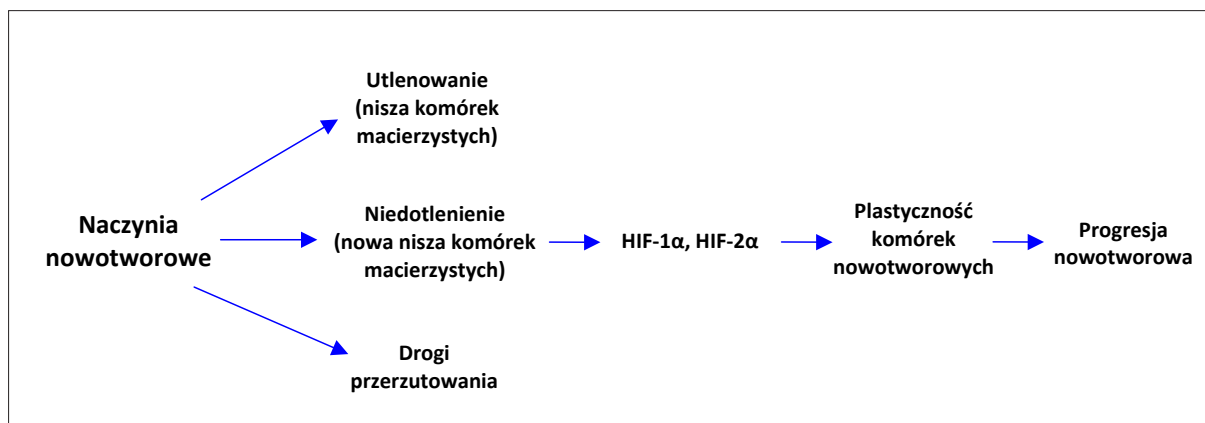 Utlenowanie
(nisza komórek
macierzystych)
Naczynia
nowotworowe
Niedotlenienie
(nowa nisza komórek
macierzystych)
HIF-1α, HIF-2α
Plastyczność
komórek
nowotworowych
Progresja
nowotworowa
Drogi
przerzutowania